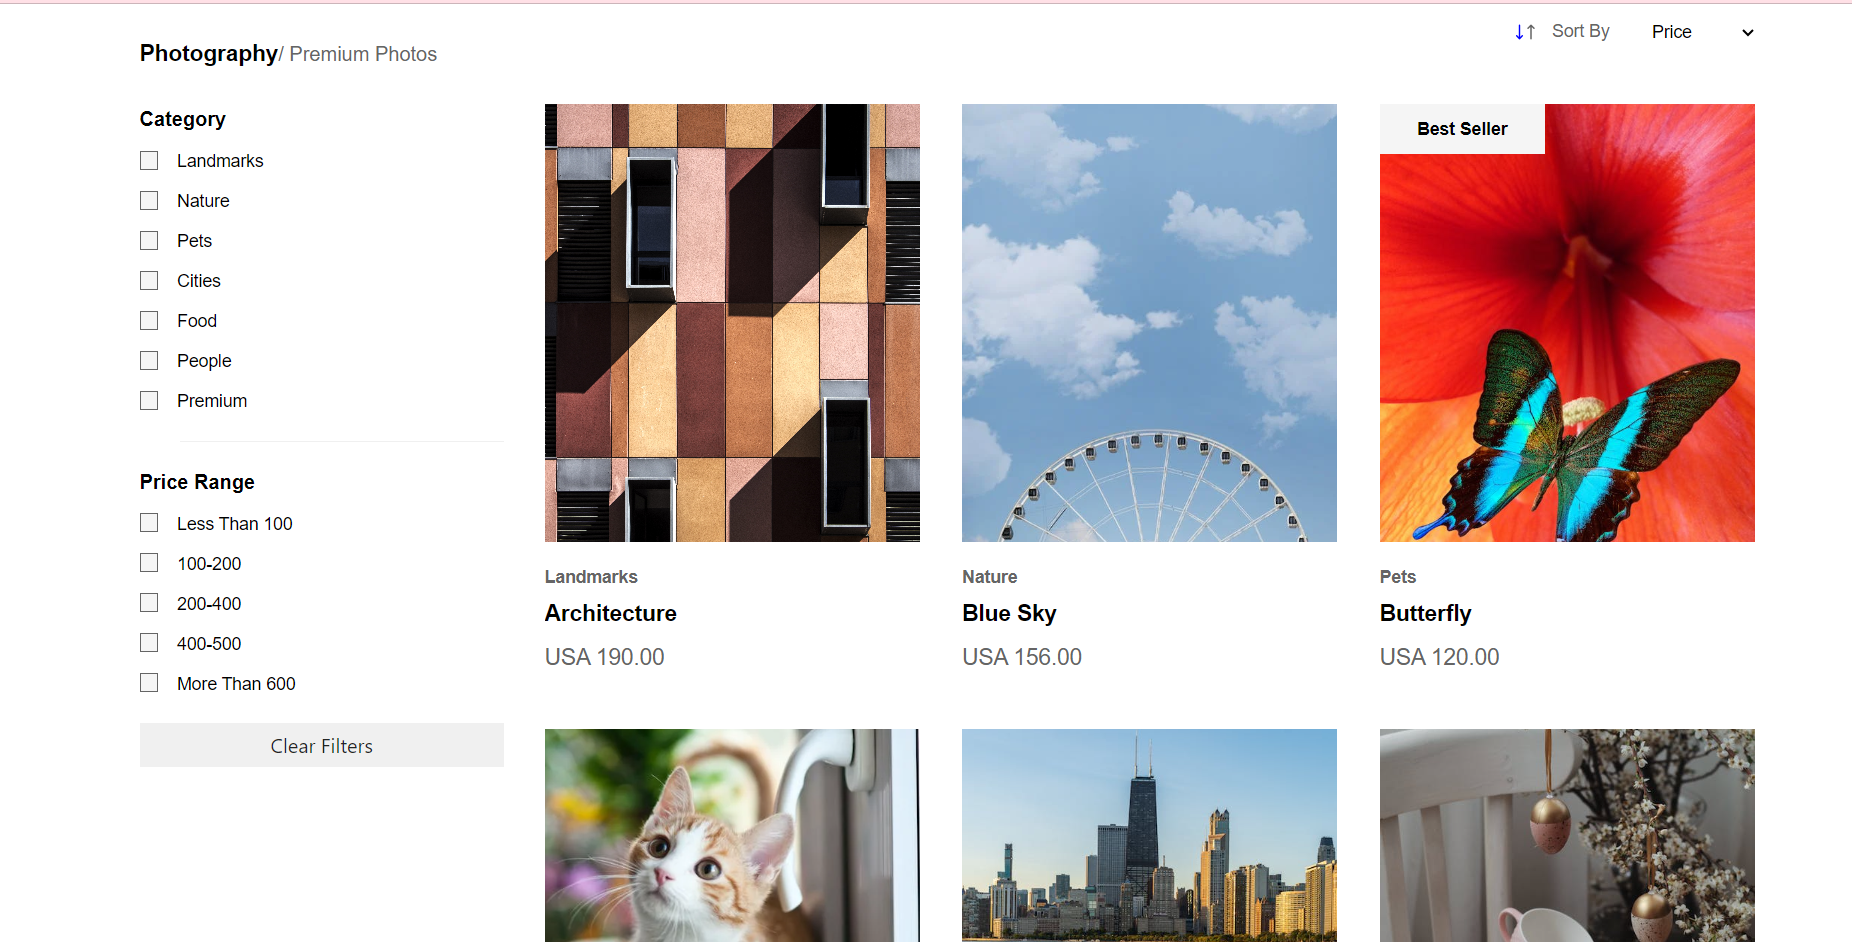 Sort By Price
Photography/ Premium Photos
Category
Landmarks
Nature
Pets
Cities
Food
People
Premium
Price Range
Less Than 100
100-200
200-400
400-500
More Than 600
Clear Filters
Best Seller
Landmarks
Architecture
USA 190.00
Nature
Blue Sky
USA 156.00
Pets
Butterfly
USA 120.00